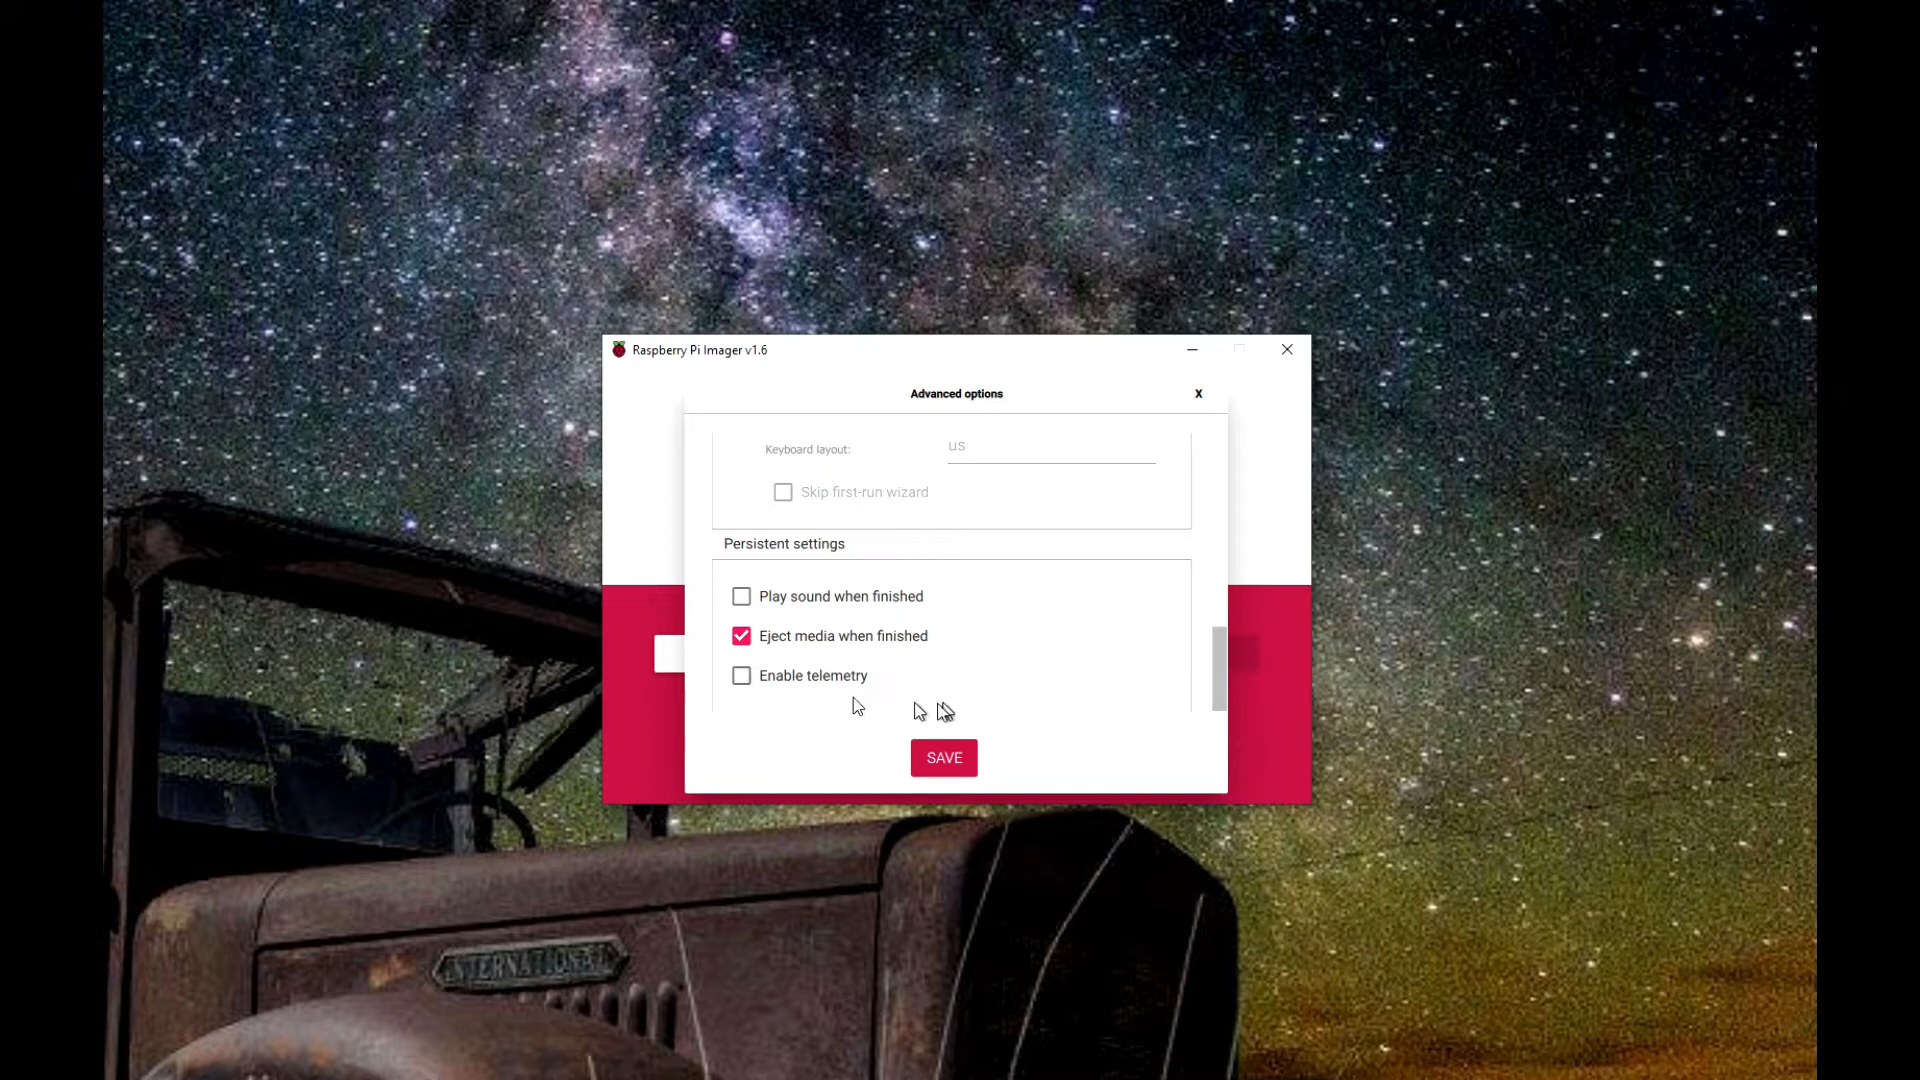 Raspberry Pi Imager v1.6
Advanced options
X
Keyboard layout:
us
Skip first-run wizard
Persistent settings
Play sound when finished
Eject media when finished
Enable telemetry
SAVE
INTERNATIONAL